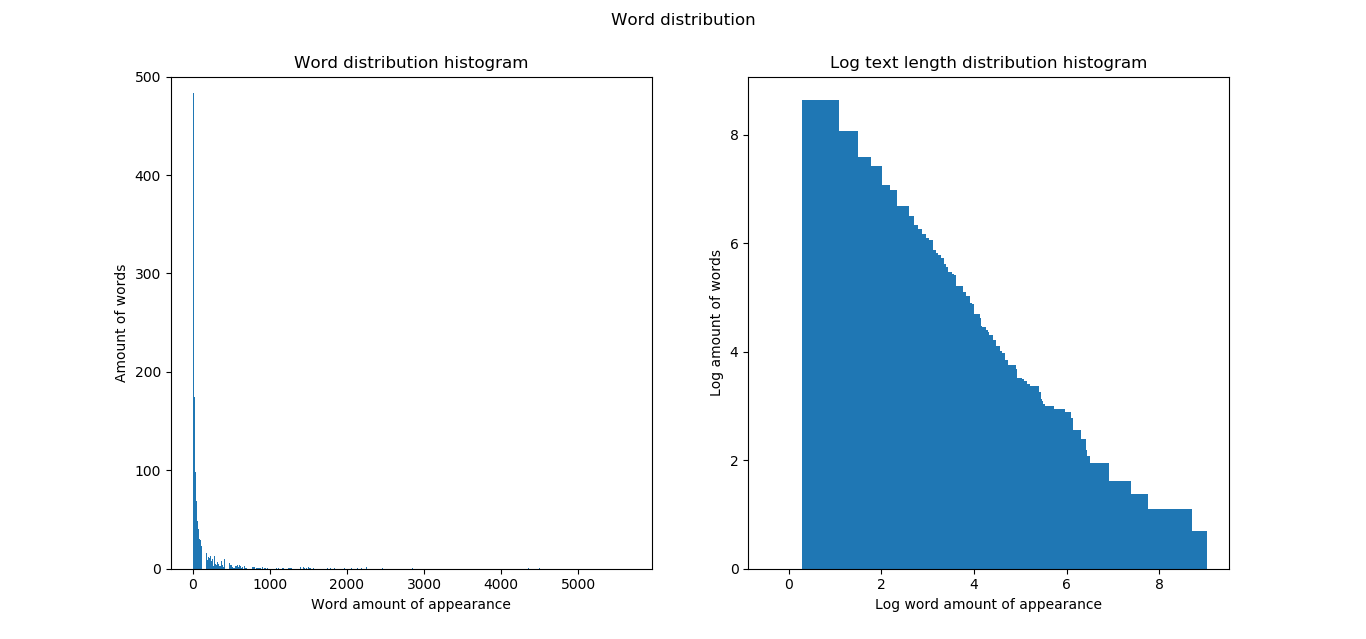 Word distribution
Word distribution histogram
500
400
300
200
100
0
Amount of words
0 1000 2000 3000 4000 5000
Word amount of appearance
Log text length distribution histogram
8
6
4
2
0
Log amount of words
0 2 4 6 8
Log word amount of appearance